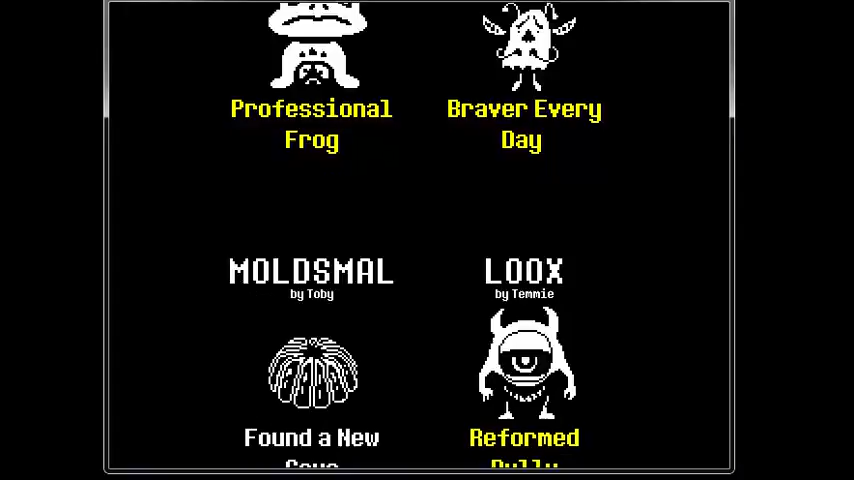 Professional
Frog
Braver Every
Day
MOLDSMAL
by Toby
LOOX
by Temmie
Found a New
Reformed